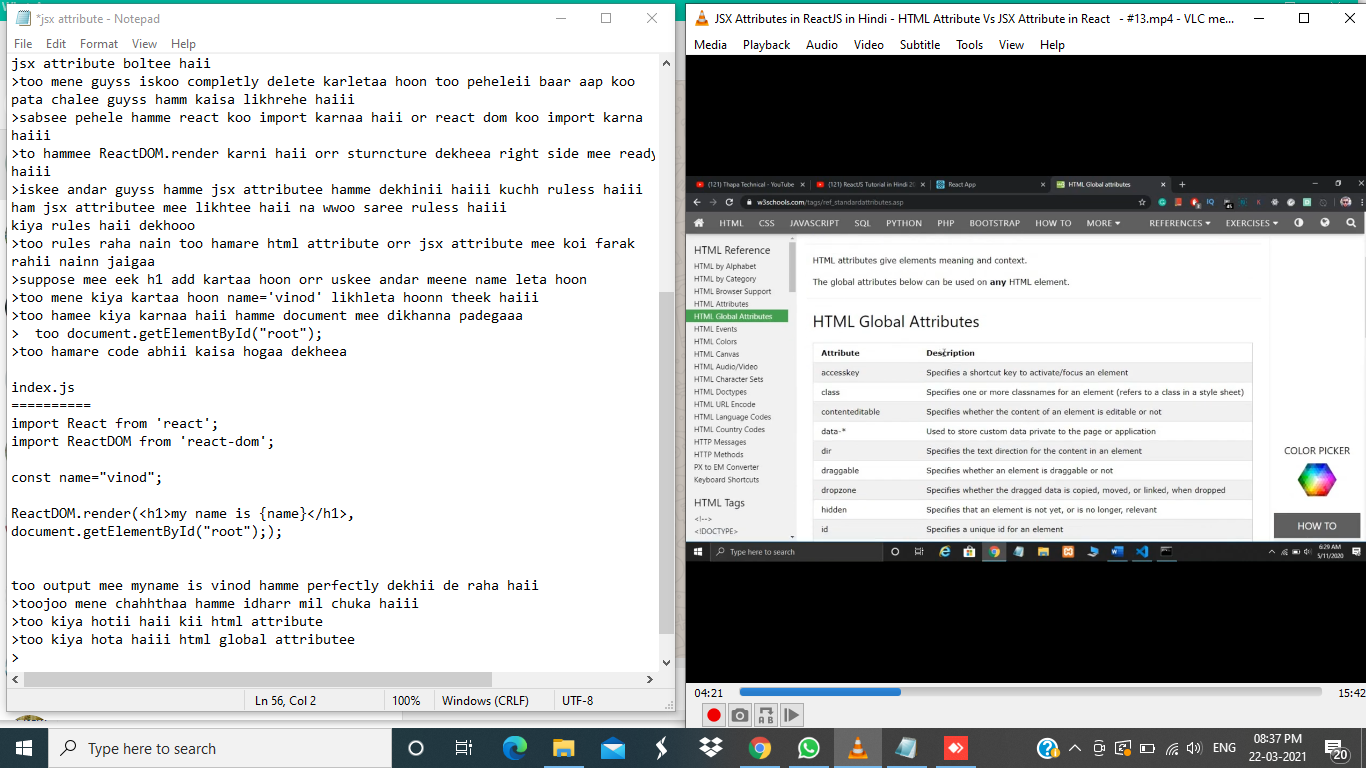 *jsx attribute - Notepad
File Edit Format View Help
jsx attribute boltee haii
>too mene guyss iskoo completly delete karletaa hoon too peheleii baar aap koo
pata chalee guyss hamm kaisa likhrehe haiii
>sabsee pehele hamme react koo import karnaa haii or react dom koo import karna
haiii
>to hammee ReactDOM.render karni haii orr sturncture dekheea right side mee ready
haiii
>iskee andar guyss hamme jsx attributee hamme dekhinii haiii kuchh ruless haiii
ham jsx attributee mee likhtee haii na wwoo saree ruless haiii
kiya rules haii dekhooo
>too rules raha nain too hamare html attribute orr jsx attribute mee koi farak
rahii nainn jaigaa
>suppose mee eek h1 add kartaa hoon orr uskee andar meene name leta hoon
>too mene kiya kartaa hoon name='vinod' likhleta hoonn theek haiii
>too hamee kiya karnaa haii hamme document mee dikhanna padegaaa
>  too document.getElementById("root");
>too hamare code abhii kaisa hogaa dekheea
index.js
==========
import React from 'react';
import ReactDOM from 'react-dom';
const name="vinod";
ReactDOM.render(<h1>my name is {name}</h1>,
document.getElementById("root"););
too output mee myname is vinod hamme perfectly dekhii de raha haii
>toojoo mene chahhthaa hamme idharr mil chuka haiii
>too kiya hotii haii kii html attribute
>too kiya hota haiii html global attributee
>
Ln 56, Col 2 100% Windows (CRLF) UTF-8
JSX Attributes in ReactJS in Hindi - HTML Attribute Vs JSX Attribute in React - #13.mp4 - VLC me...
Media Playback Audio Video Subtitle Tools View Help
(121) Thapa Technical - YouTube (121) ReactJS Tutorial in Hindi 20 React App HTML Global attributes
w3schools.com/tags/ref_standardattributes.asp
HTML CSS JAVASCRIPT SQL PYTHON PHP BOOTSTRAP HOW TO MORE REFERENCES EXERCISES
HTML Reference
HTML by Alphabet
HTML by Category
HTML Browser Support
HTML Attributes
HTML Global Attributes
HTML Events
HTML Colors
HTML Canvas
HTML Audio/Video
HTML Character Sets
HTML Doctypes
HTML URL Encode
HTML Language Codes
HTML Country Codes
HTTP Messages
HTTP Methods
PX to EM Converter
Keyboard Shortcuts
HTML Tags
<!-->
<!DOCTYPE>
HTML attributes give elements meaning and context.
The global attributes below can be used on any HTML element.
HTML Global Attributes
Attribute Description
accesskey Specifies a shortcut key to activate/focus an element
class Specifies one or more classnames for an element (refers to a class in a style sheet)
contenteditable Specifies whether the content of an element is editable or not
data-* Used to store custom data private to the page or application
dir Specifies the text direction for the content in an element
draggable Specifies whether an element is draggable or not
dropzone Specifies whether the dragged data is copied, moved, or linked, when dropped
hidden Specifies that an element is not yet, or is no longer, relevant
id Specifies a unique id for an element
COLOR PICKER
HOW TO
Type here to search
6:29 AM
5/11/2020
04:21 15:42
Type here to search
ENG
08:37 PM
22-03-2021
20